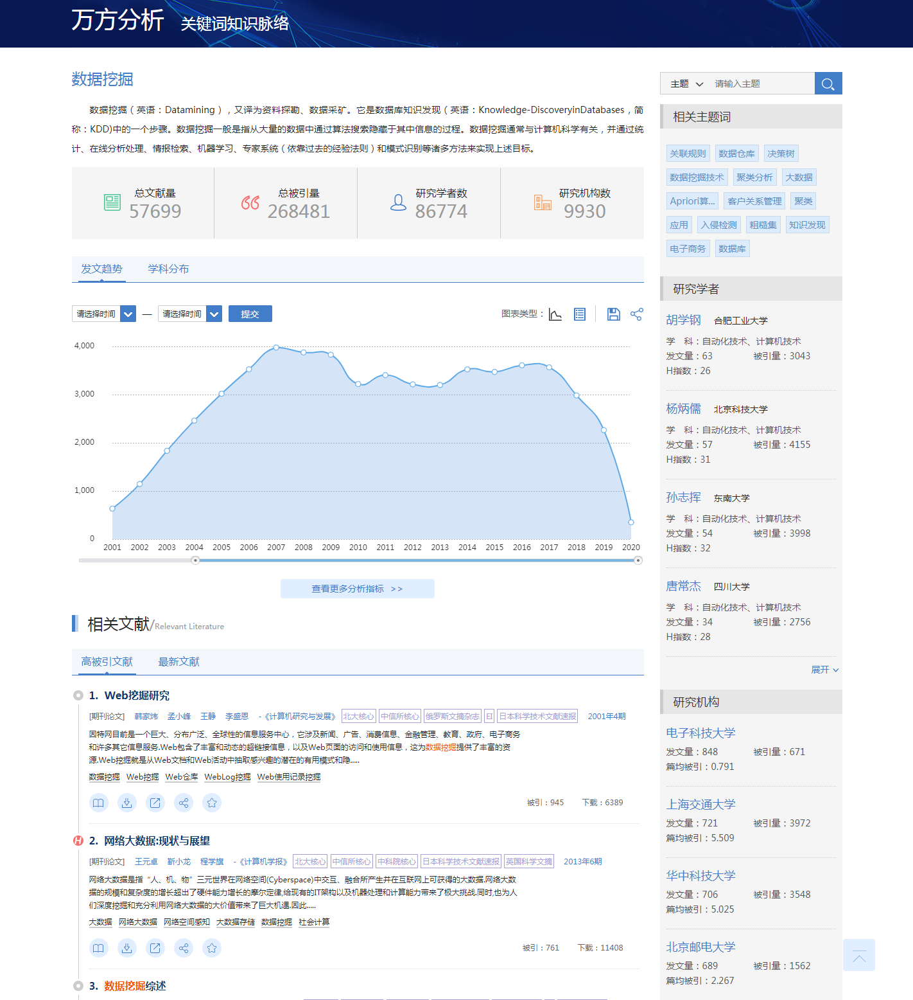 万方分析 关键词知识脉络
数据挖掘
数据挖掘（英语：Datamining），又译为资料探勘、数据采矿。它是数据库知识发现（英语：Knowledge-DiscoveryinDatabases，简
称：KDD)中的一个步骤。数据挖掘一般是指从大量的数据中通过算法搜索隐藏于其中信息的过程。数据挖掘通常与计算机科学有关，并通过统
计、在线分析处理、情报检索、机器学习、专家系统（依靠过去的经验法则）和模式识别等诸多方法来实现上述目标。
总文献量
57699
总被引量
268481
研究学者数
86774
研究机构数
9930
发文趋势 学科分布
请选择时间 — 请选择时间 提交 图表类型：
4,000
3,000
2,000
1,000
0
2001 2002 2003 2004 2005 2006 2007 2008 2009 2010 2011 2012 2013 2014 2015 2016 2017 2018 2019 2020
查看更多分析指标 >>
相关文献/Relevant Literature
高被引文献 最新文献
1. Web挖掘研究
[期刊论文] 韩家炜 孟小峰 王静 李盛恩 -《计算机研究与发展》 北大核心 中信所核心 俄罗斯文摘杂志 EI 日本科学技术文献速报 2001年4期
因特网目前是一个巨大、分布广泛、全球性的信息服务中心，它涉及新闻、广告、消费信息、金融管理、教育、政府、电子商务
和许多其它信息服务.Web包含了丰富和动态的超链接信息，以及Web页面的访问和使用信息，这为数据挖掘提供了丰富的资
源.Web挖掘就是从Web文档和Web活动中抽取感兴趣的潜在的有用模式和隐.....
数据挖掘 Web挖掘 Web仓库 WebLog挖掘 Web使用记录挖掘
被引：945 下载：6389
H 2. 网络大数据:现状与展望
[期刊论文] 王元卓 靳小龙 程学旗 -《计算机学报》 北大核心 中信所核心 中科院核心 日本科学技术文献速报 英国科学文摘 2013年6期
网络大数据是指“人、机、物”三元世界在网络空间(Cyberspace)中交互、融合所产生并在互联网上可获得的大数据.网络大数
据的规模和复杂度的增长超出了硬件能力增长的摩尔定律,给现有的IT架构以及机器处理和计算能力带来了极大挑战.同时,也为人
们深度挖掘和充分利用网络大数据的大价值带来了巨大机遇.因此.....
大数据 网络大数据 网络空间感知 大数据存储 数据挖掘 社会计算
被引：761 下载：11408
3. 数据挖掘综述
主题 请输入主题
相关主题词
关联规则 数据仓库 决策树
数据挖掘技术 聚类分析 大数据
Apriori算... 客户关系管理 聚类
应用 入侵检测 粗糙集 知识发现
电子商务 数据库
研究学者
胡学钢 合肥工业大学
学 科：自动化技术、计算机技术
发文量：63 被引量：3043
H指数：26
杨炳儒 北京科技大学
学 科：自动化技术、计算机技术
发文量：57 被引量：4155
H指数：31
孙志挥 东南大学
学 科：自动化技术、计算机技术
发文量：54 被引量：3998
H指数：32
唐常杰 四川大学
学 科：自动化技术、计算机技术
发文量：34 被引量：2756
H指数：28
展开
研究机构
电子科技大学
发文量：848 被引量：671
篇均被引：0.791
上海交通大学
发文量：721 被引量：3972
篇均被引：5.509
华中科技大学
发文量：706 被引量：3548
篇均被引：5.025
北京邮电大学
发文量：689 被引量：1562
篇均被引：2.267